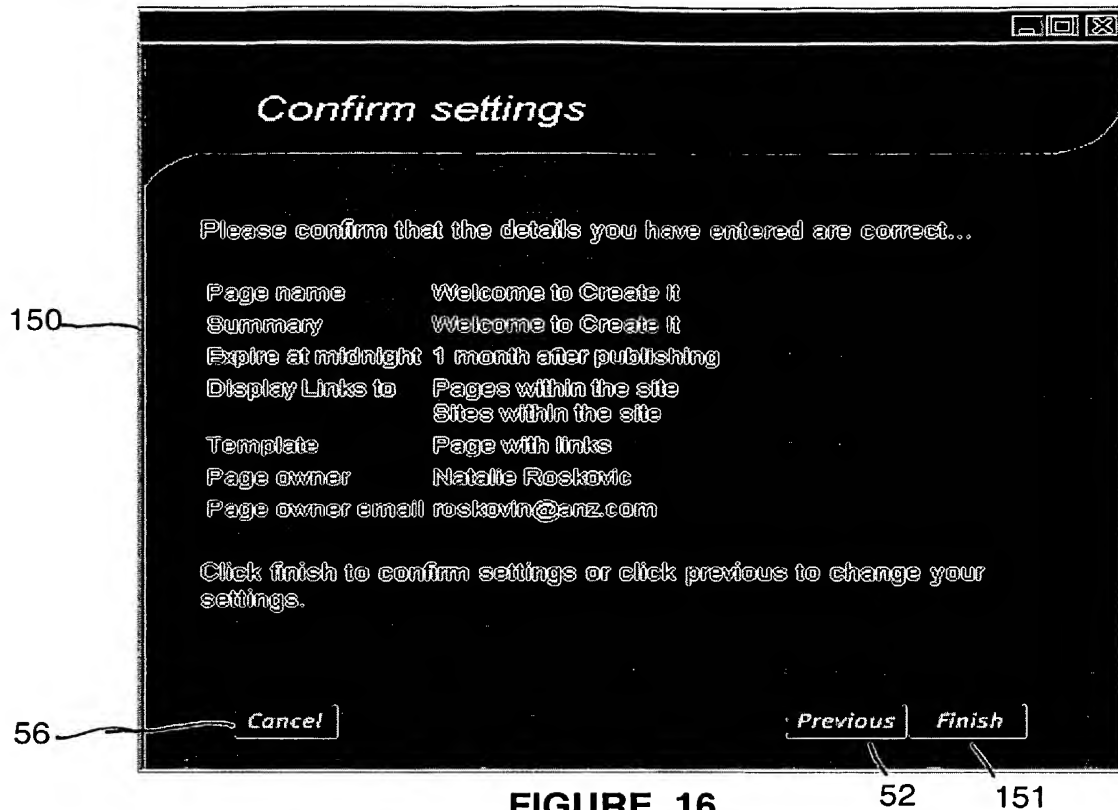 Confirm settings
Please confirm that the details you have entered are correct...
Page name Welcome to Create It
150
Summary Welcome to Create It
Expire at midnight 1 month after publishing
Display Links to Pages within the site
Sites within the site
Template Page with links
Page owner Natalie Roskovic
Page owner email roskovin@anz.com
Click finish to confirm settings or click previous to change your
settings.
56 Cancel Previous Finish
52 151
FIGURE 16